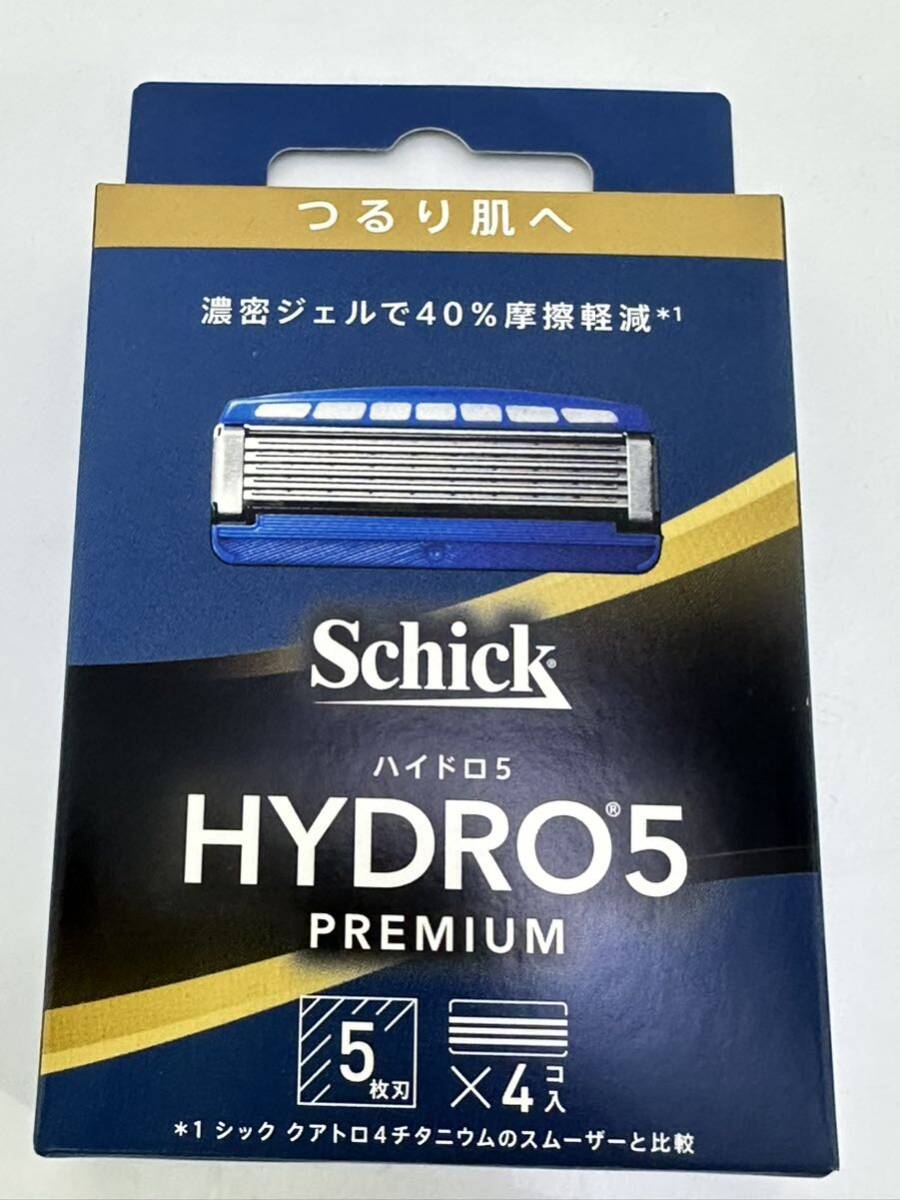 つるり肌へ
濃密ジェルで40%摩擦軽減*1
Schick®
ハイドロ5
HYDRO®5
PREMIUM
5枚刃
×4コ入
*1 シック クアトロ4チタニウムのスムーザーと比較